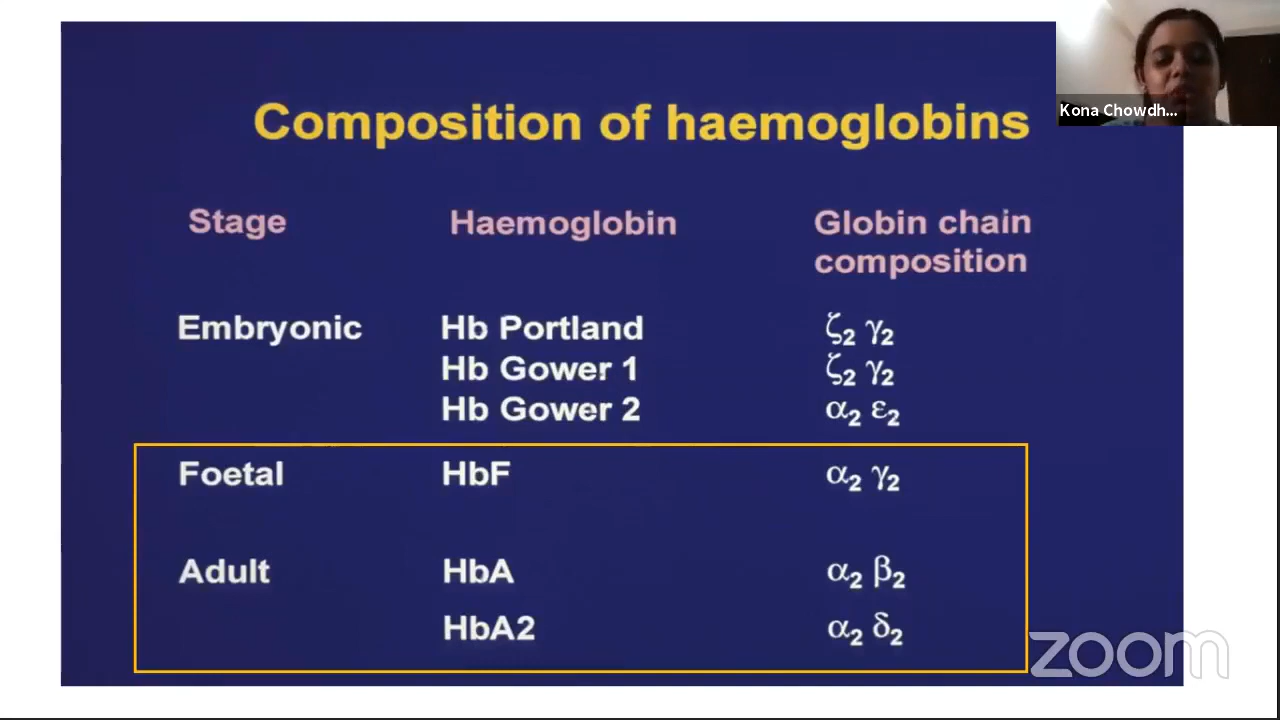 Composition of haemoglobins
Kona Chowdh...
Stage Haemoglobin Globin chain composition
Embryonic Hb Portland ζ₂ γ₂
Hb Gower 1 ζ₂ γ₂
Hb Gower 2 α₂ ε₂
Foetal HbF α₂ γ₂
Adult HbA α₂ β₂
HbA2 α₂ δ₂
zoom